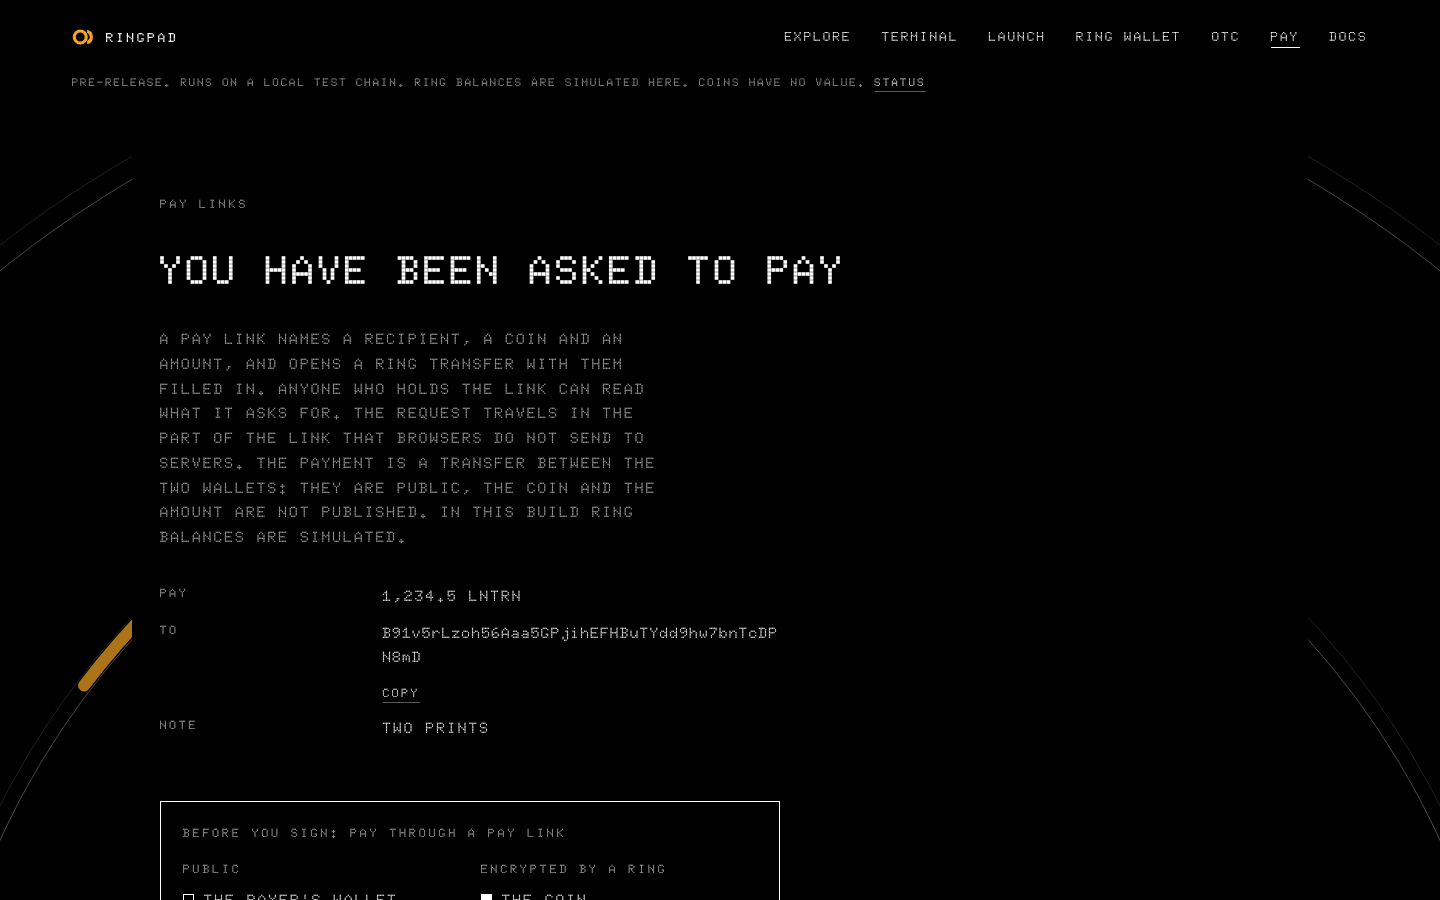 RINGPAD
EXPLORE TERMINAL LAUNCH RING WALLET OTC PAY DOCS
PRE-RELEASE. RUNS ON A LOCAL TEST CHAIN. RING BALANCES ARE SIMULATED HERE. COINS HAVE NO VALUE. STATUS
PAY LINKS
YOU HAVE BEEN ASKED TO PAY
A PAY LINK NAMES A RECIPIENT, A COIN AND AN
AMOUNT, AND OPENS A RING TRANSFER WITH THEM
FILLED IN. ANYONE WHO HOLDS THE LINK CAN READ
WHAT IT ASKS FOR. THE REQUEST TRAVELS IN THE
PART OF THE LINK THAT BROWSERS DO NOT SEND TO
SERVERS. THE PAYMENT IS A TRANSFER BETWEEN THE
TWO WALLETS: THEY ARE PUBLIC, THE COIN AND THE
AMOUNT ARE NOT PUBLISHED. IN THIS BUILD RING
BALANCES ARE SIMULATED.
PAY 1,234.5 LNTRN
TO B91v5rLzoh56Aaa5GPjihEFHBuTYdd9hw7bnTcDP
N8mD
COPY
NOTE TWO PRINTS
BEFORE YOU SIGN: PAY THROUGH A PAY LINK
PUBLIC ENCRYPTED BY A RING
THE PAYER'S WALLET THE COIN